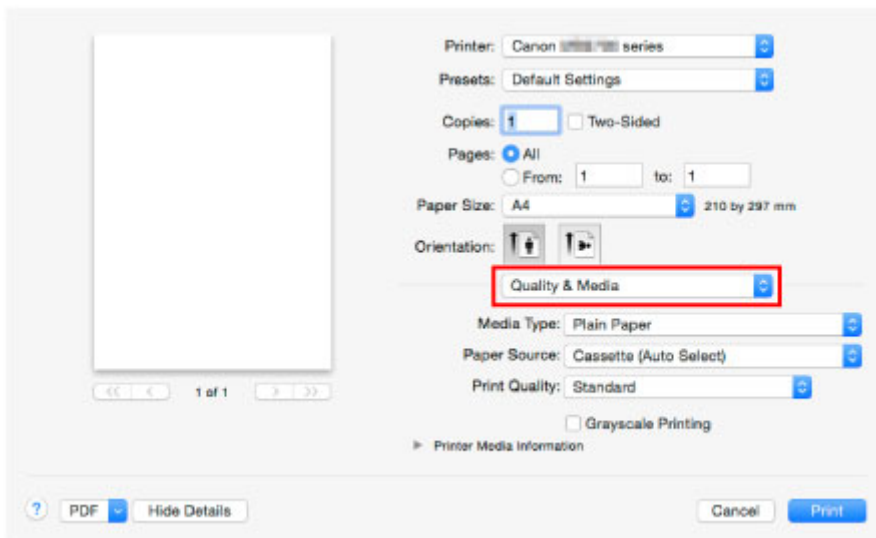 Printer: Canon series
Presets: Default Settings
Copies: 1 Two-Sided
Pages: All
From: 1 to: 1
Paper Size: A4 210 by 297 mm
Orientation:
Quality & Media
Media Type: Plain Paper
Paper Source: Cassette (Auto Select)
Print Quality: Standard
Grayscale Printing
Printer Media Information
1 of 1
? PDF Hide Details Cancel Print